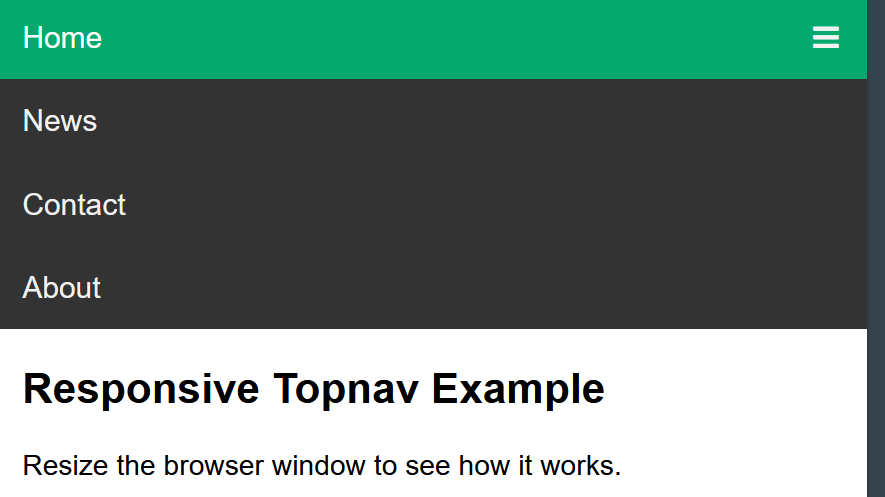 Home
News
Contact
About
Responsive Topnav Example
Resize the browser window to see how it works.